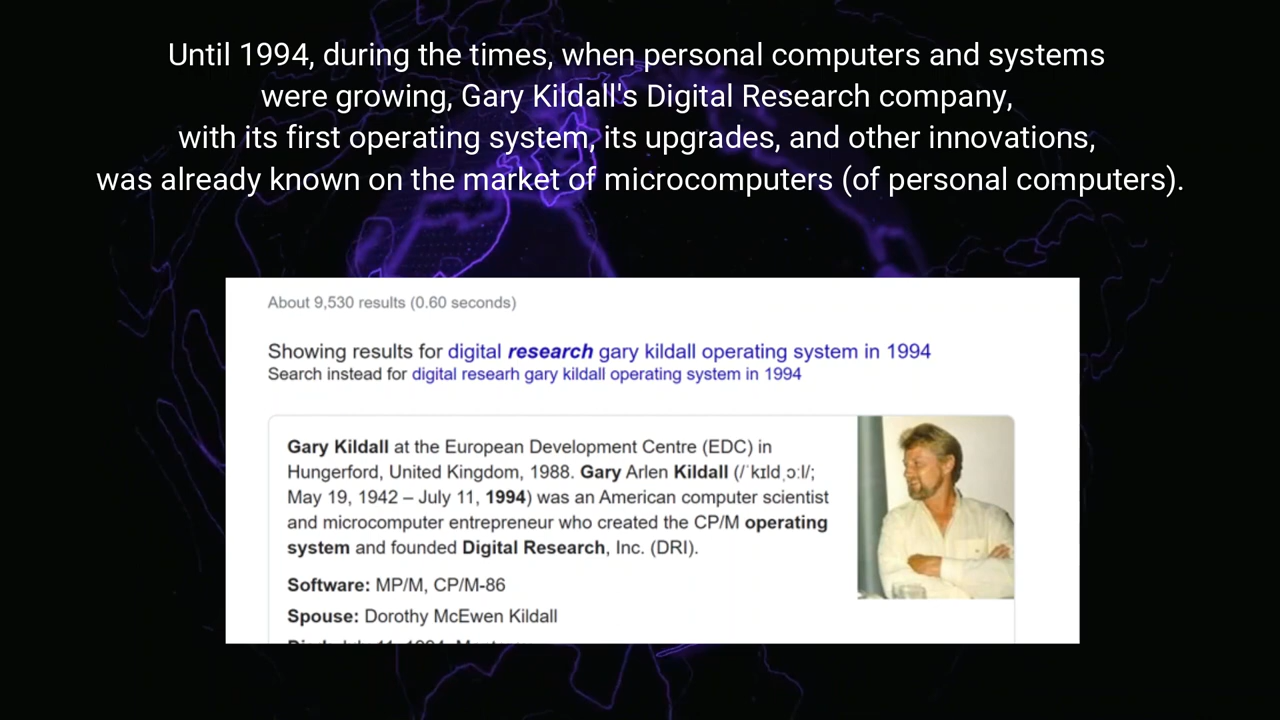 Until 1994, during the times, when personal computers and systems
were growing, Gary Kildall's Digital Research company,
with its first operating system, its upgrades, and other innovations,
was already known on the market of microcomputers (of personal computers).
About 9,530 results (0.60 seconds)
Showing results for digital research gary kildall operating system in 1994
Search instead for digital researh gary kildall operating system in 1994
Gary Kildall at the European Development Centre (EDC) in
Hungerford, United Kingdom, 1988. Gary Arlen Kildall (/ˈkɪldˌɔːl/;
May 19, 1942 – July 11, 1994) was an American computer scientist
and microcomputer entrepreneur who created the CP/M operating
system and founded Digital Research, Inc. (DRI).
Software: MP/M, CP/M-86
Spouse: Dorothy McEwen Kildall